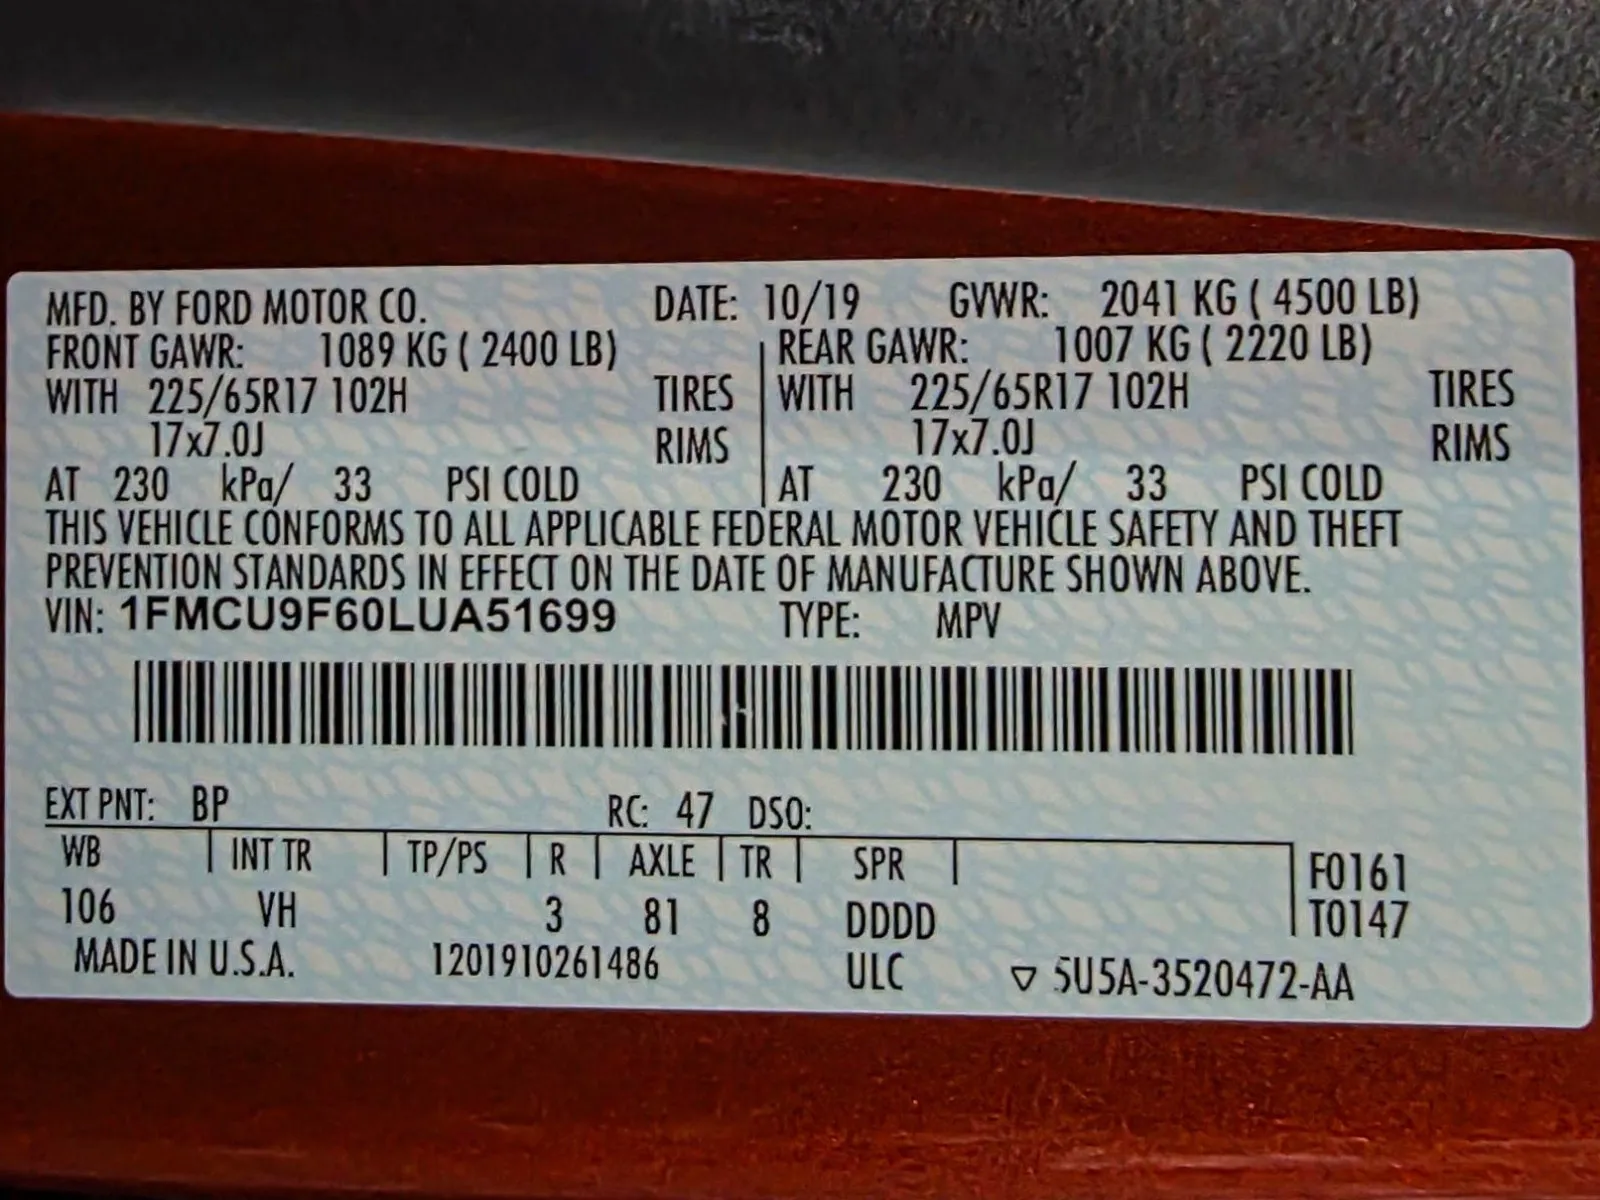 MFD. BY FORD MOTOR CO. DATE: 10/19 GVWR: 2041 KG ( 4500 LB)
FRONT GAWR: 1089 KG ( 2400 LB) REAR GAWR: 1007 KG ( 2220 LB)
WITH 225/65R17 102H TIRES WITH 225/65R17 102H TIRES
17x7.0J RIMS 17x7.0J RIMS
AT 230 kPa/ 33 PSI COLD AT 230 kPa/ 33 PSI COLD
THIS VEHICLE CONFORMS TO ALL APPLICABLE FEDERAL MOTOR VEHICLE SAFETY AND THEFT
PREVENTION STANDARDS IN EFFECT ON THE DATE OF MANUFACTURE SHOWN ABOVE.
VIN: 1FMCU9F60LUA51699 TYPE: MPV
EXT PNT: BP RC: 47 DSO:
WB INT TR TP/PS R AXLE TR SPR F0161
106 VH 3 81 8 DDDD T0147
MADE IN U.S.A. 1201910261486 ULC ▽ 5U5A-3520472-AA